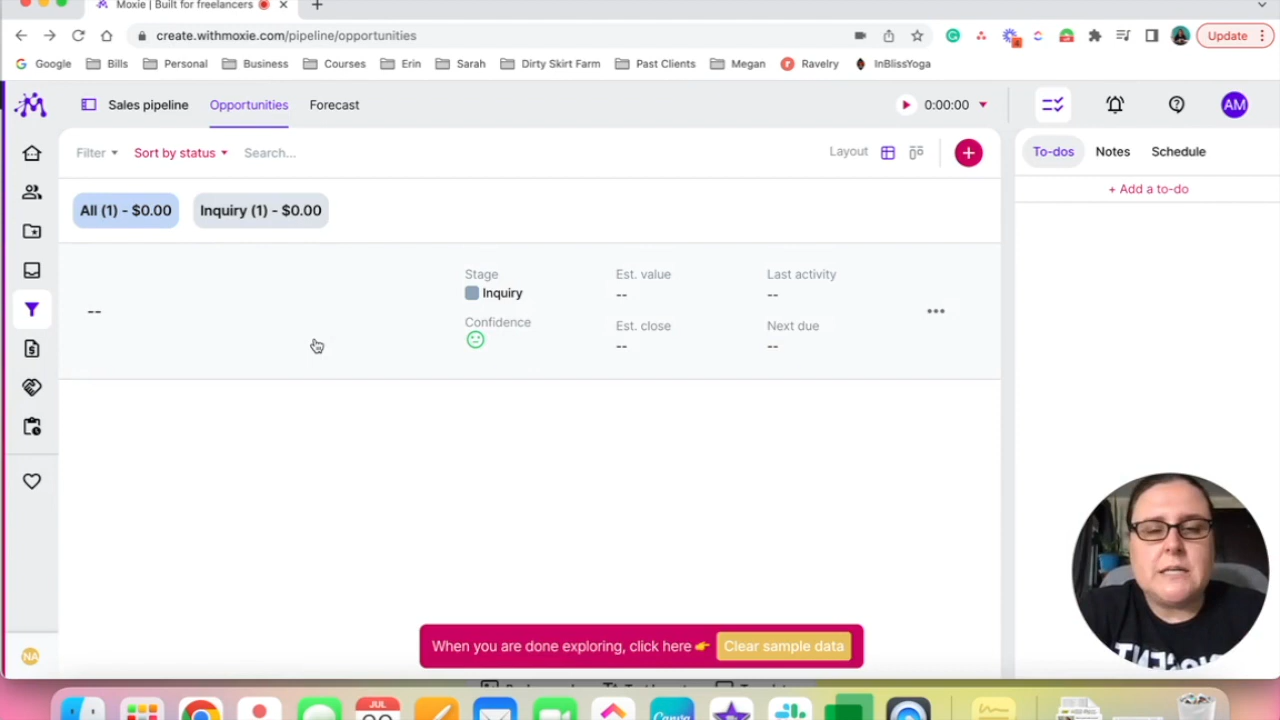 Moxie | Built for freelancers
create.withmoxie.com/pipeline/opportunities
Update
Google Bills Personal Business Courses Erin Sarah Dirty Skirt Farm Past Clients Megan Ravelry InBlissYoga
Sales pipeline Opportunities Forecast
0:00:00
AM
Filter Sort by status Search...
Layout
To-dos Notes Schedule
+ Add a to-do
All (1) - $0.00 Inquiry (1) - $0.00
--
Stage
Inquiry
Confidence
Est. value
--
Est. close
--
Last activity
--
Next due
--
When you are done exploring, click here Clear sample data
NA
JUL
Canva